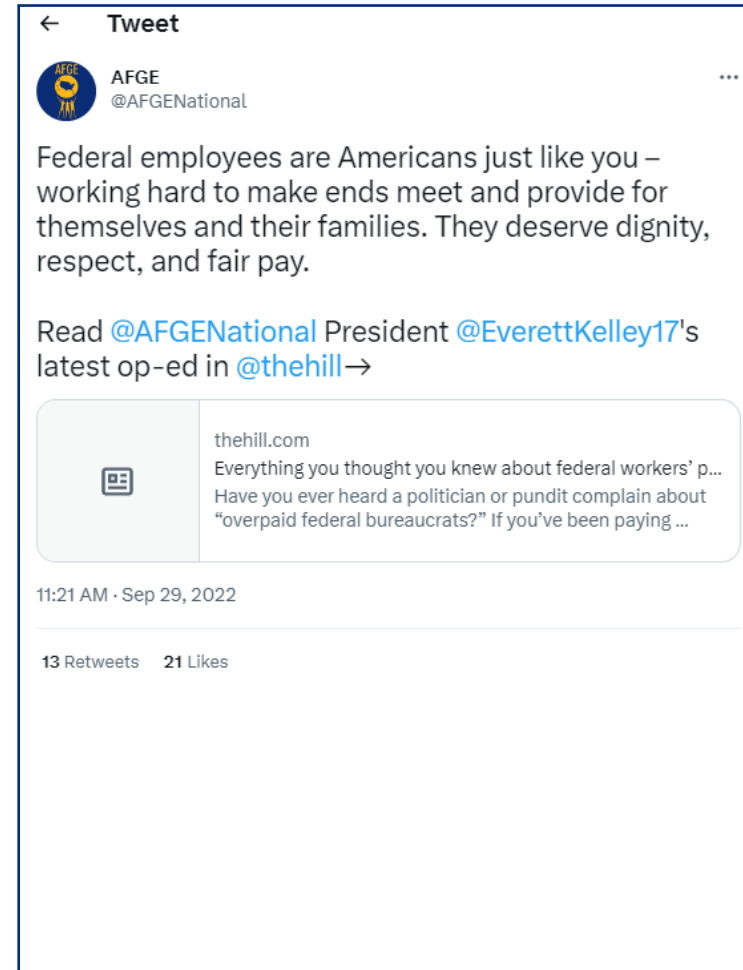 ← Tweet
AFGE
AFGE
@AFGENational
Federal employees are Americans just like you –
working hard to make ends meet and provide for
themselves and their families. They deserve dignity,
respect, and fair pay.
Read @AFGENational President @EverettKelley17's
latest op-ed in @thehill→
thehill.com
Everything you thought you knew about federal workers’ p...
Have you ever heard a politician or pundit complain about
“overpaid federal bureaucrats?” If you’ve been paying ...
11:21 AM · Sep 29, 2022
13 Retweets 21 Likes